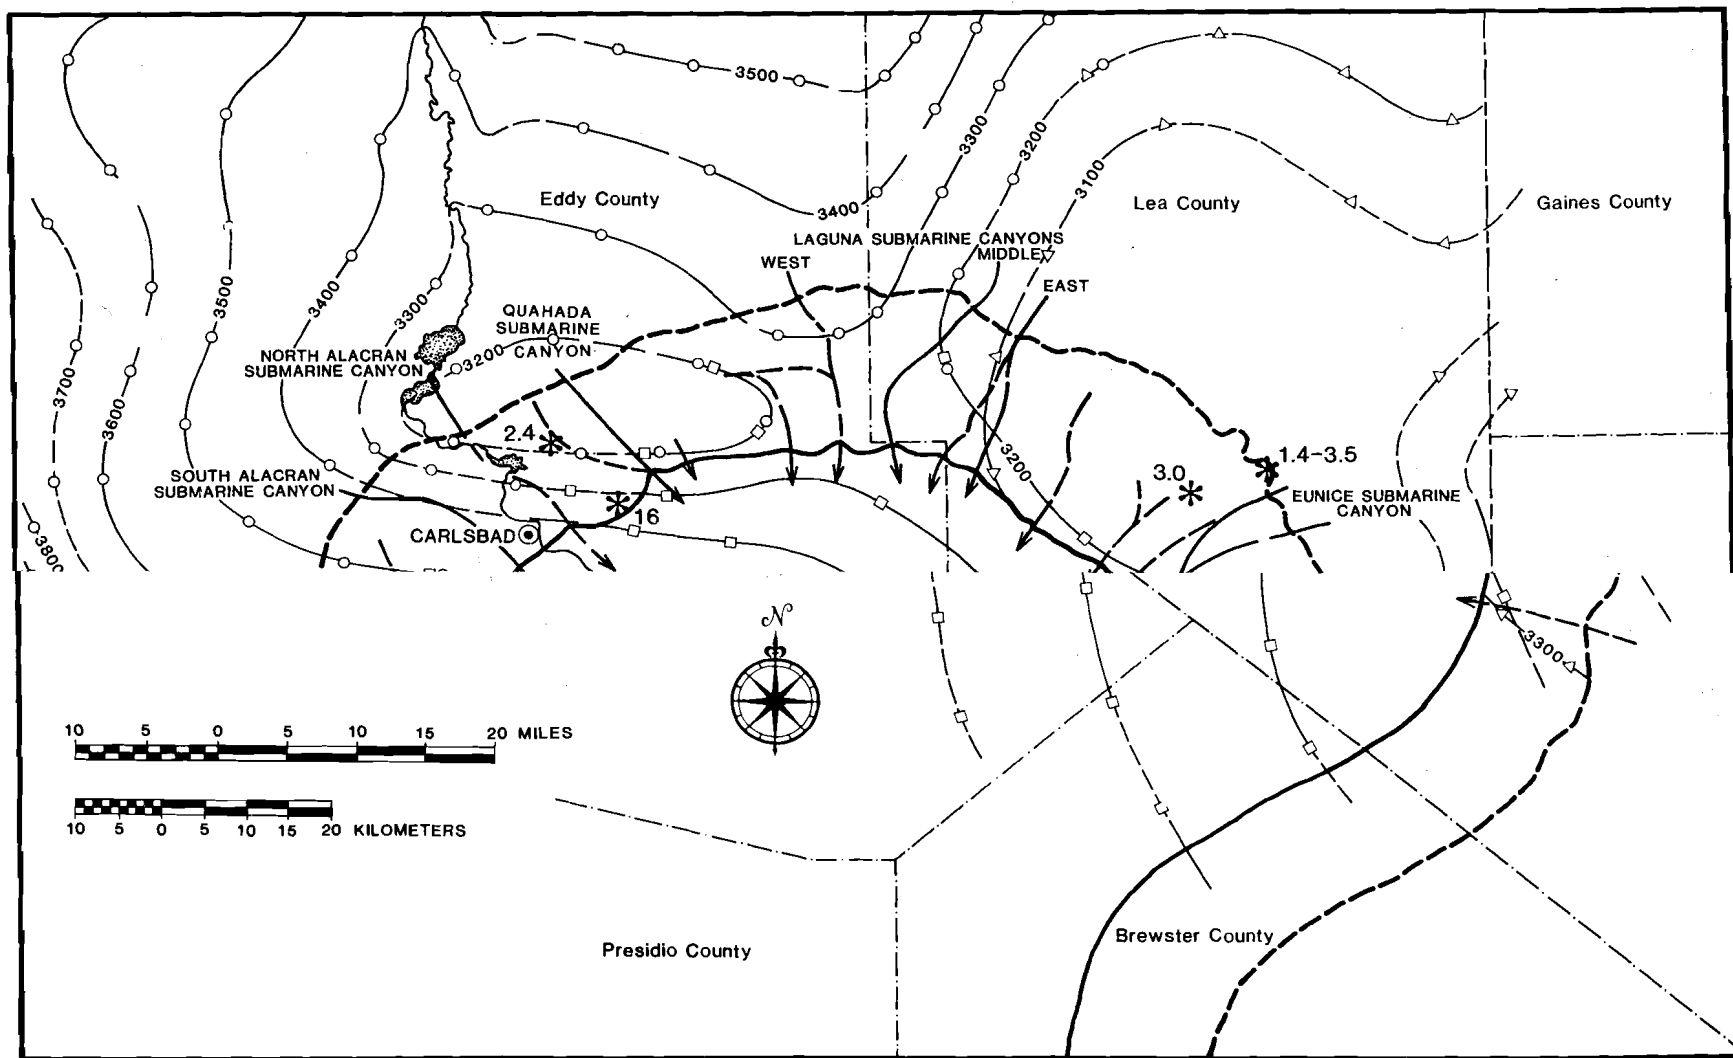 3500
3300
3200
3100
Eddy County
3400
Lea County
Gaines County
LAGUNA SUBMARINE CANYONS
MIDDLE
WEST
EAST
3500
3400
3300
QUAHADA
SUBMARINE
CANYON
NORTH ALACRAN
SUBMARINE CANYON
3200
3700
3600
2.4
3200
1.4–3.5
3.0
SOUTH ALACRAN
SUBMARINE CANYON
EUNICE SUBMARINE
CANYON
16
CARLSBAD
3800
N
3300
10 5 0 5 10 15 20 MILES
10 5 0 5 10 15 20 KILOMETERS
Presidio County
Brewster County